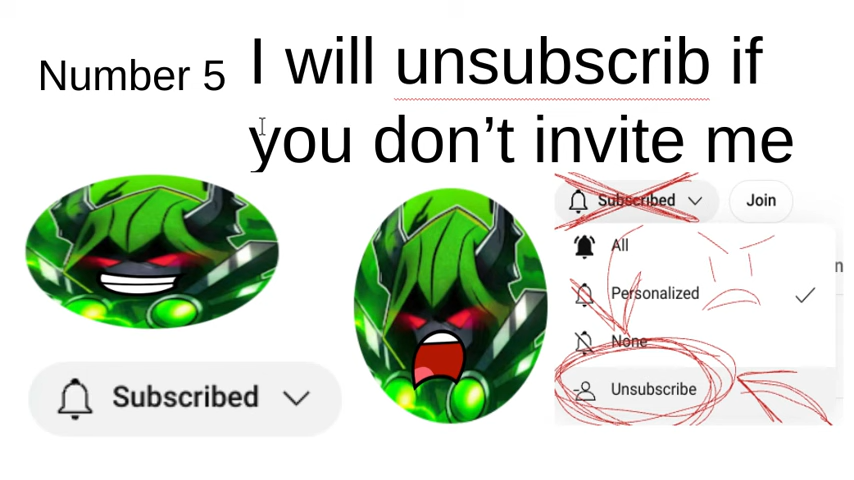 Number 5
I will unsubscrib if
you don’t invite me
Subscribed
Subscribed
Join
All
Personalized
None
Unsubscribe